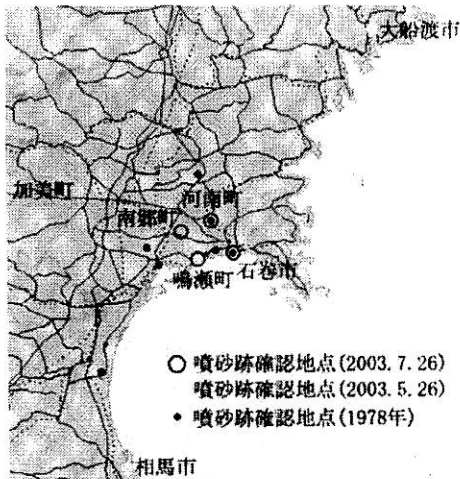 大船渡市
加美町
河南町
南郷町
石巻市
鳴瀬町
○ 噴砂跡確認地点(2003.7.26)
噴砂跡確認地点(2003.5.26)
• 噴砂跡確認地点(1978年)
相馬市